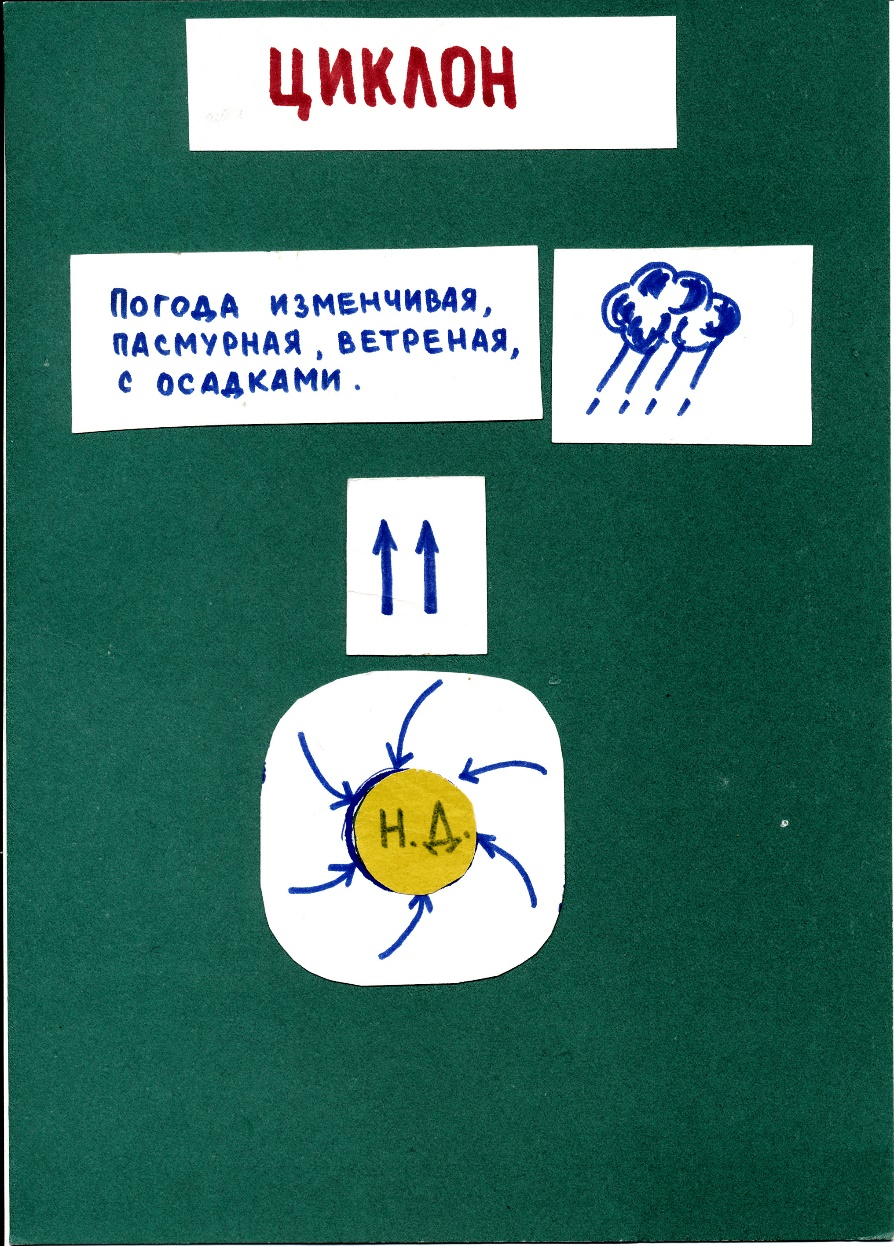 ЦИКЛОН
ПОГОДА ИЗМЕНЧИВАЯ,
ПАСМУРНАЯ, ВЕТРЕНАЯ,
С ОСАДКАМИ.
Н.Д.